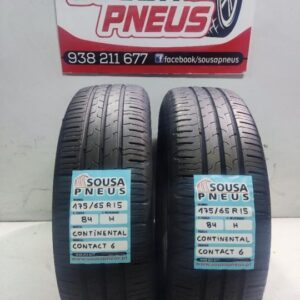 PNEUS
938 211 677
facebook/sousapneus
SOUSA
PNEUS
175/65 R15
84 H
CONTINENTAL
CONTACT 6
SOUSA
PNEUS
175/65 R15
84 H
CONTINENTAL
CONTACT 6